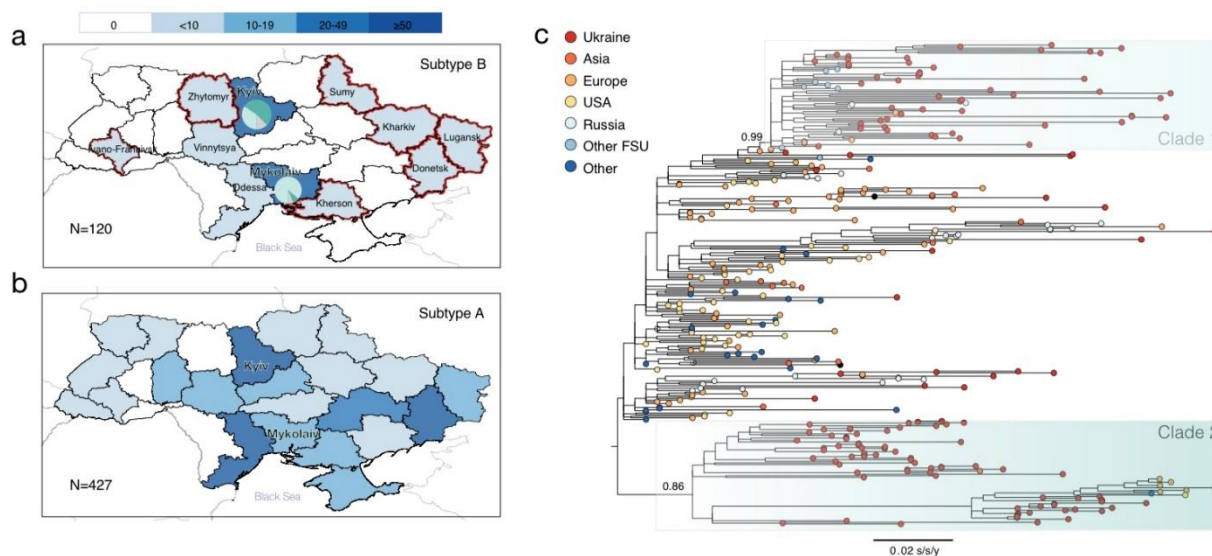 0 <10 10-19 20-49 ≥50
a
Subtype B
Kyiv
Zhytomyr
Sumy
Kharkiv
Lugansk
Ivano-Frankivsk
Vinnytsya
Donetsk
Mykolaiv
Odessa
Kherson
N=120
Black Sea
b
Subtype A
Kyiv
Mykolaiv
N=427
Black Sea
c
Ukraine
Asia
Europe
USA
Russia
Other FSU
Other
Clade 1
0.99
Clade 2
0.86
0.02 s/s/y